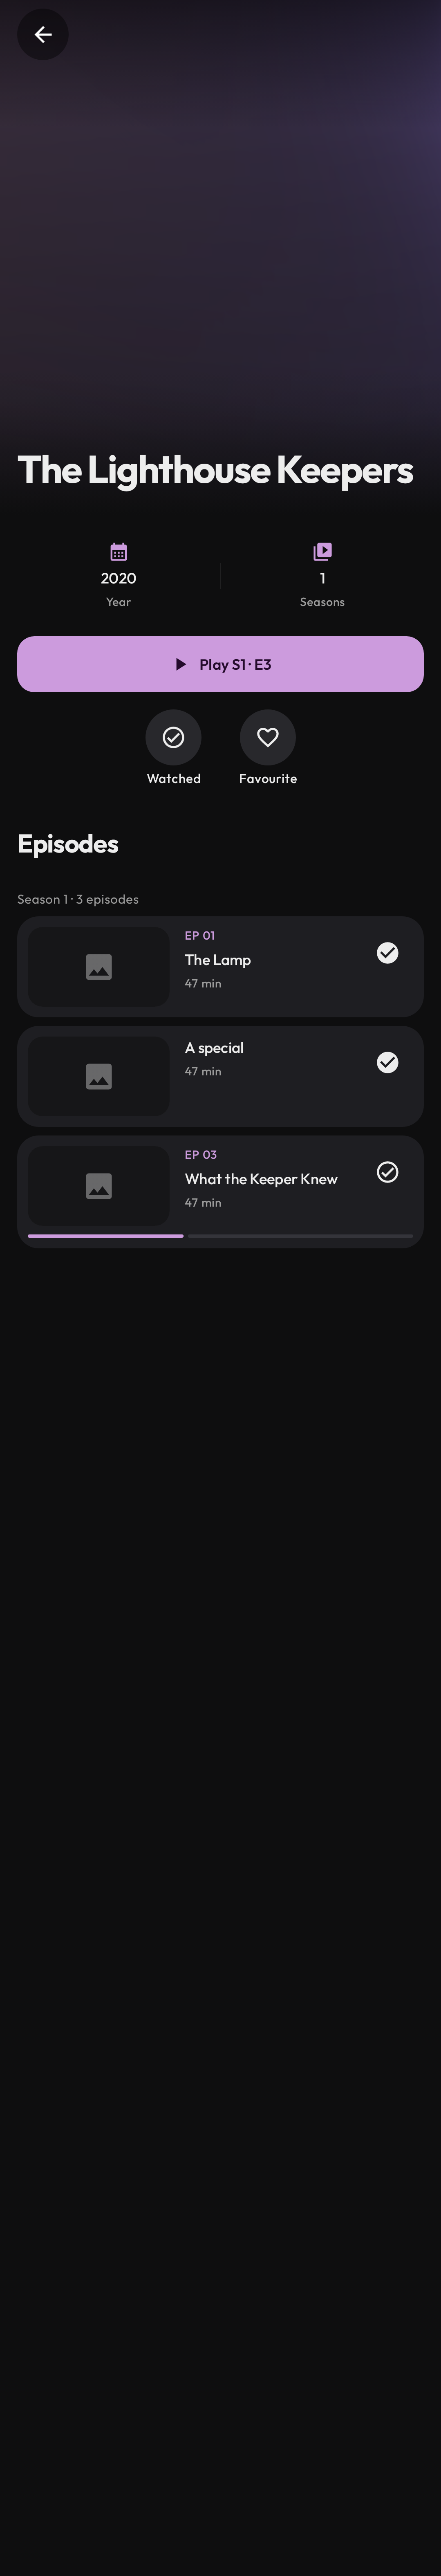 The Lighthouse Keepers
2020
Year
1
Seasons
Play S1 · E3
Watched
Favourite
Episodes
Season 1 · 3 episodes
EP 01
The Lamp
47 min
A special
47 min
EP 03
What the Keeper Knew
47 min